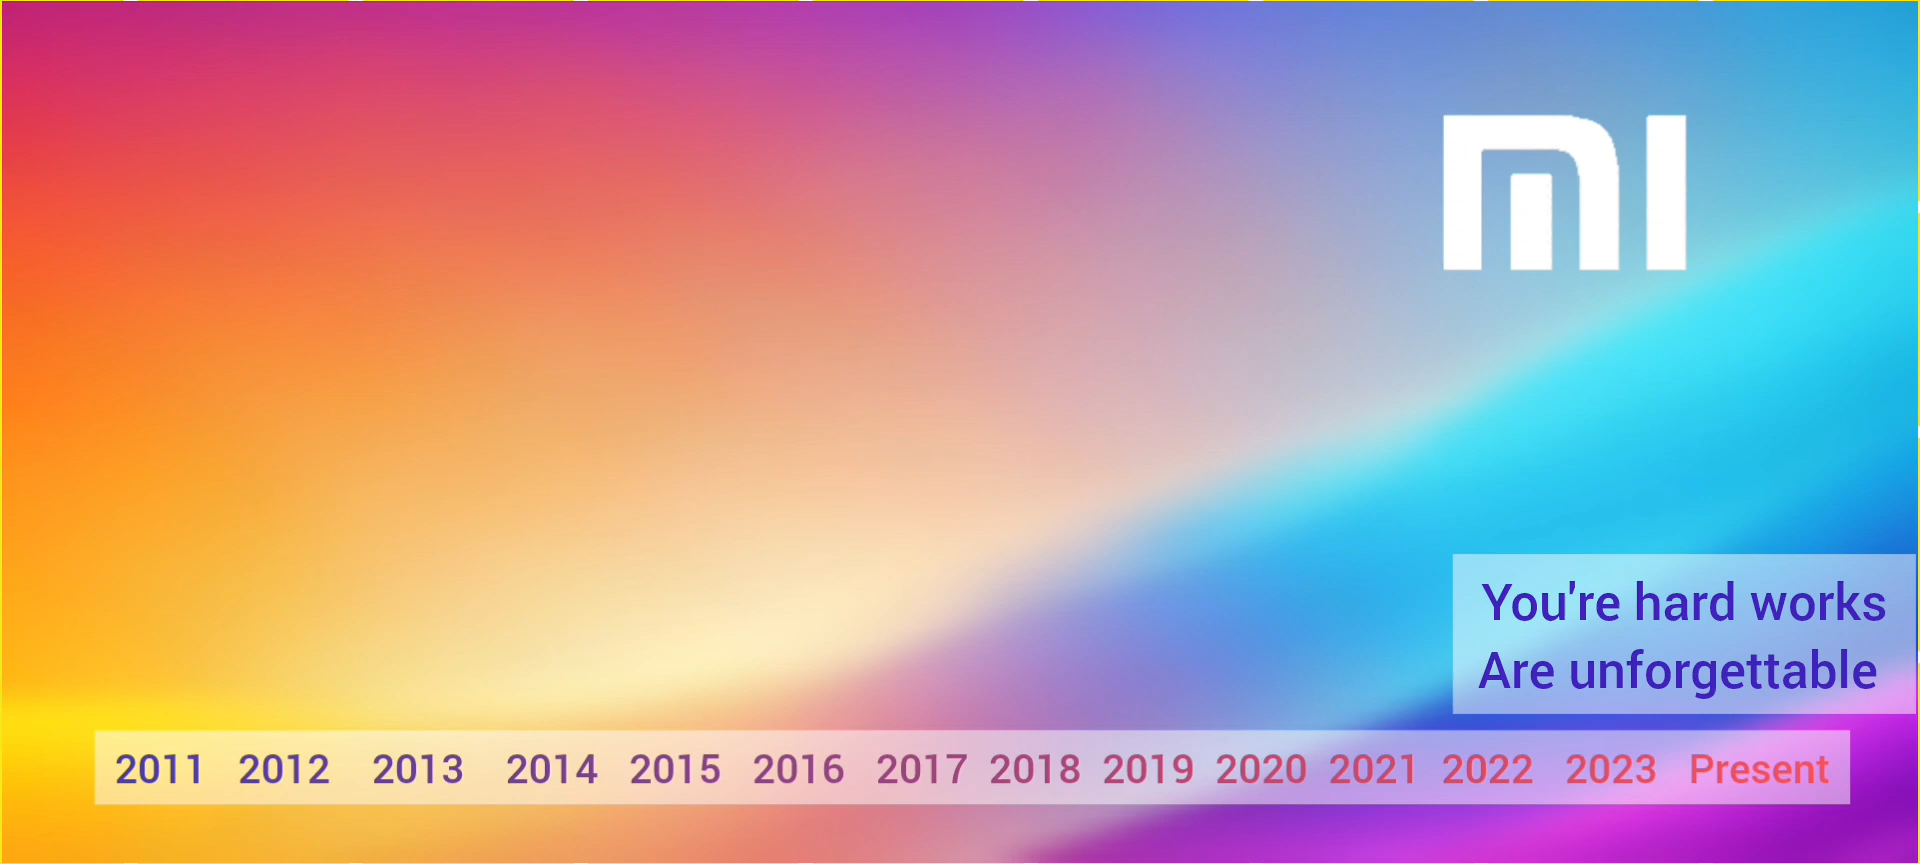 mi
You're hard works
Are unforgettable
2011 2012 2013 2014 2015 2016 2017 2018 2019 2020 2021 2022 2023 Present